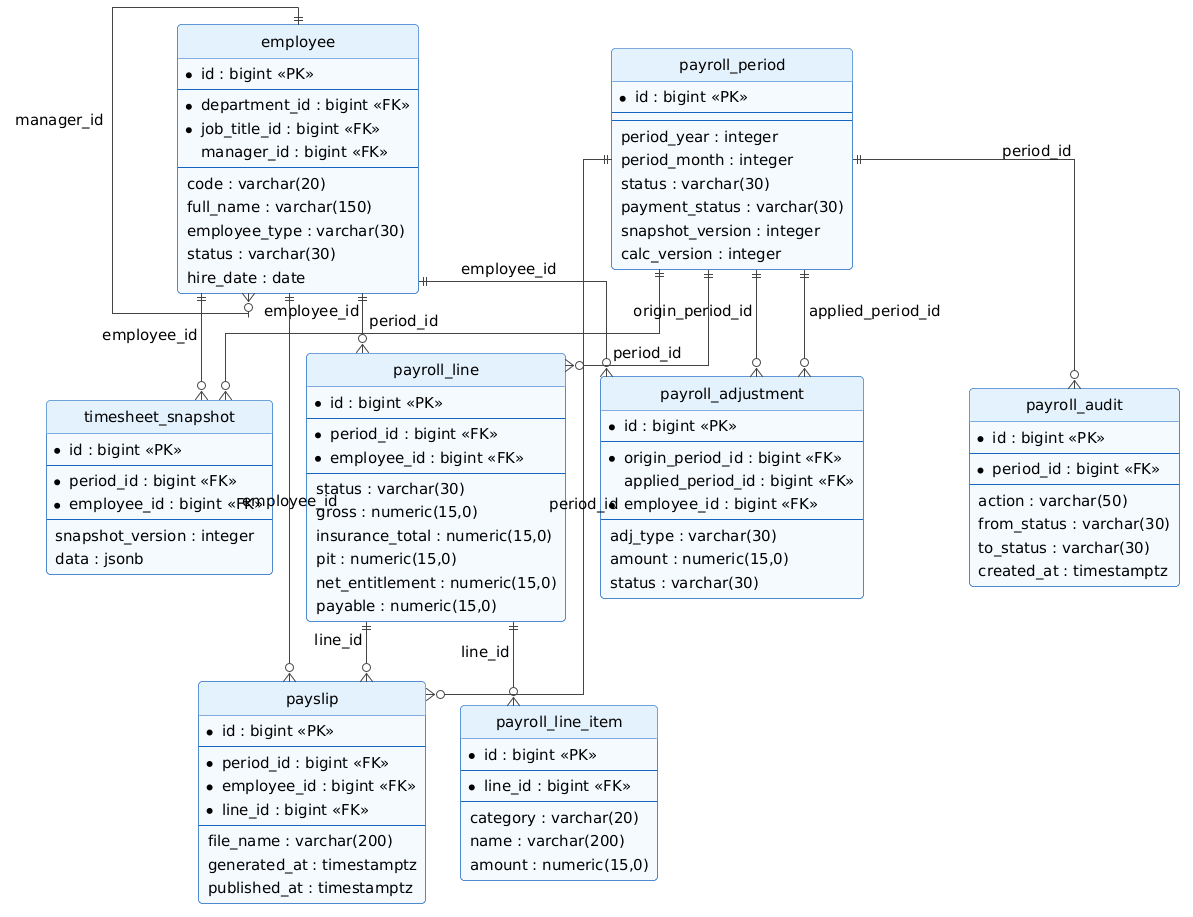 employee
id : bigint «PK»
department_id : bigint «FK»
job_title_id : bigint «FK»
manager_id : bigint «FK»
code : varchar(20)
full_name : varchar(150)
employee_type : varchar(30)
status : varchar(30)
hire_date : date
manager_id
payroll_period
id : bigint «PK»
period_year : integer
period_month : integer
status : varchar(30)
payment_status : varchar(30)
snapshot_version : integer
calc_version : integer
period_id
employee_id
employee_id
employee_id
period_id
origin_period_id
applied_period_id
period_id
timesheet_snapshot
id : bigint «PK»
period_id : bigint «FK»
employee_id : bigint «FK»
snapshot_version : integer
data : jsonb
employee_id
payroll_line
id : bigint «PK»
period_id : bigint «FK»
employee_id : bigint «FK»
status : varchar(30)
gross : numeric(15,0)
insurance_total : numeric(15,0)
pit : numeric(15,0)
net_entitlement : numeric(15,0)
payable : numeric(15,0)
period_id
payroll_adjustment
id : bigint «PK»
origin_period_id : bigint «FK»
applied_period_id : bigint «FK»
employee_id : bigint «FK»
adj_type : varchar(30)
amount : numeric(15,0)
status : varchar(30)
payroll_audit
id : bigint «PK»
period_id : bigint «FK»
action : varchar(50)
from_status : varchar(30)
to_status : varchar(30)
created_at : timestamptz
line_id
line_id
payslip
id : bigint «PK»
period_id : bigint «FK»
employee_id : bigint «FK»
line_id : bigint «FK»
file_name : varchar(200)
generated_at : timestamptz
published_at : timestamptz
payroll_line_item
id : bigint «PK»
line_id : bigint «FK»
category : varchar(20)
name : varchar(200)
amount : numeric(15,0)